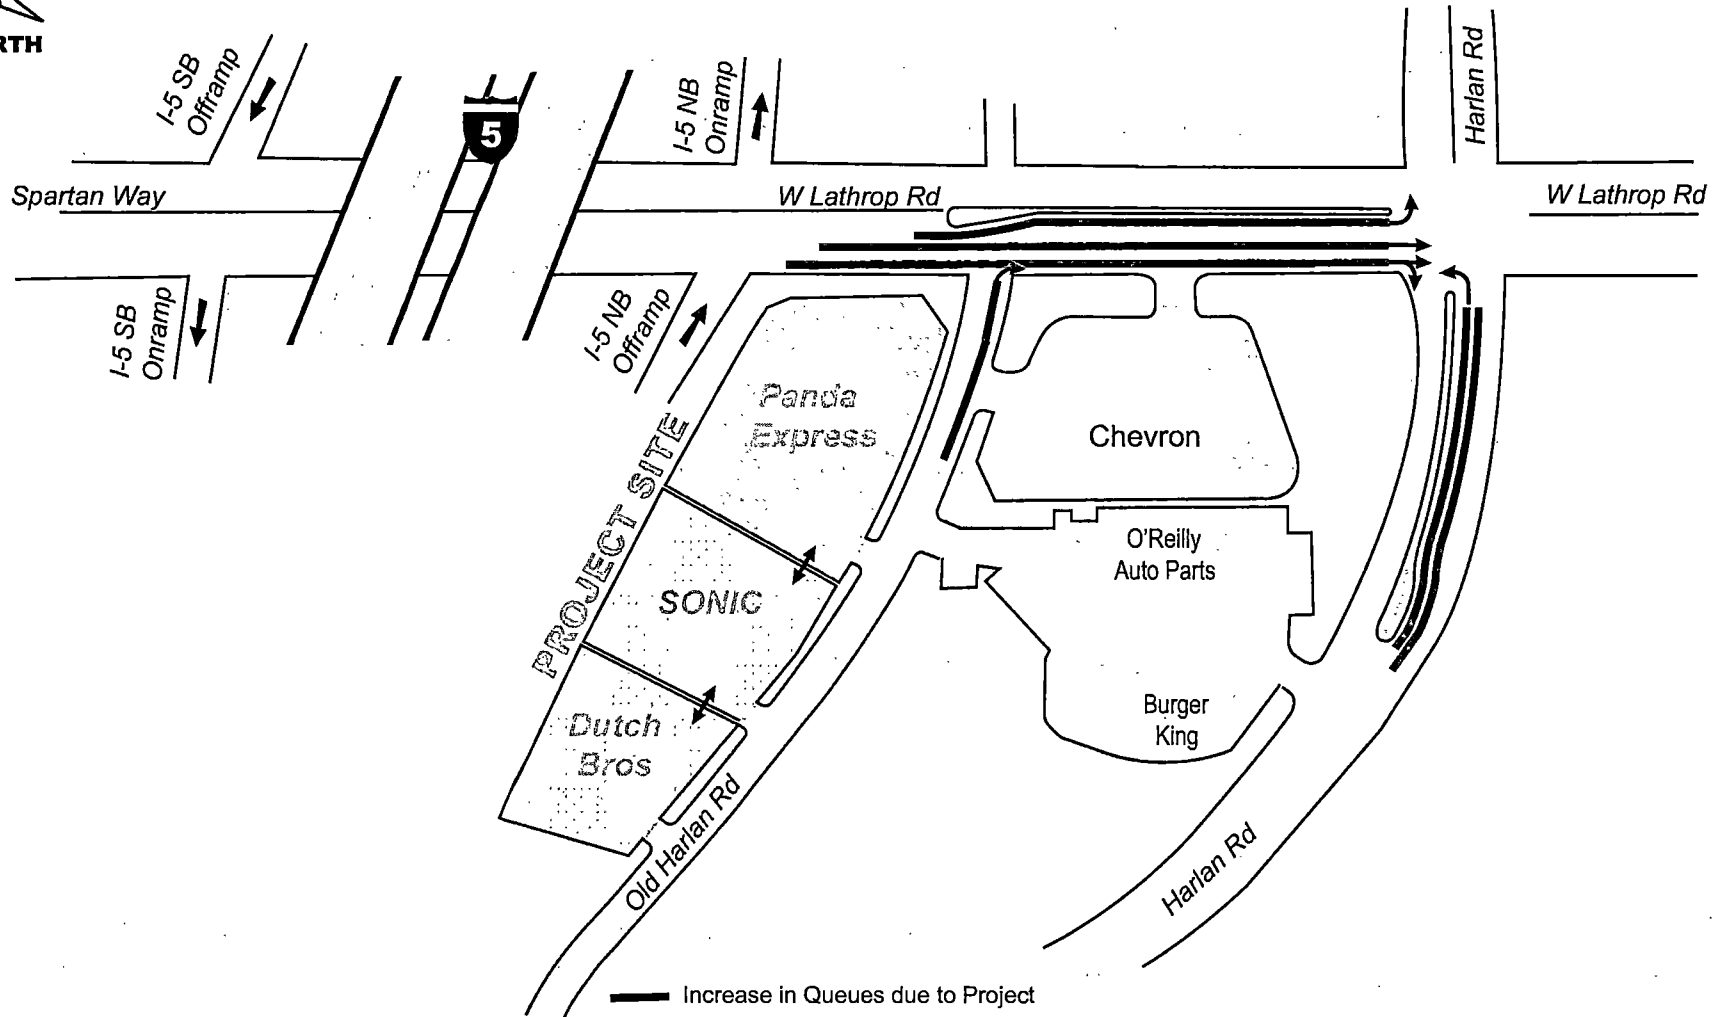 RTH
I-5 SB
Offramp
5
I-5 NB
Onramp
Harlan Rd
Spartan Way
W Lathrop Rd
W Lathrop Rd
I-5 SB
Onramp
I-5 NB
Offramp
Panda
Express
Chevron
PROJECT SITE
SONIC
O'Reilly
Auto Parts
Dutch
Bros
Burger
King
Old Harlan Rd
Harlan Rd
Increase in Queues due to Project